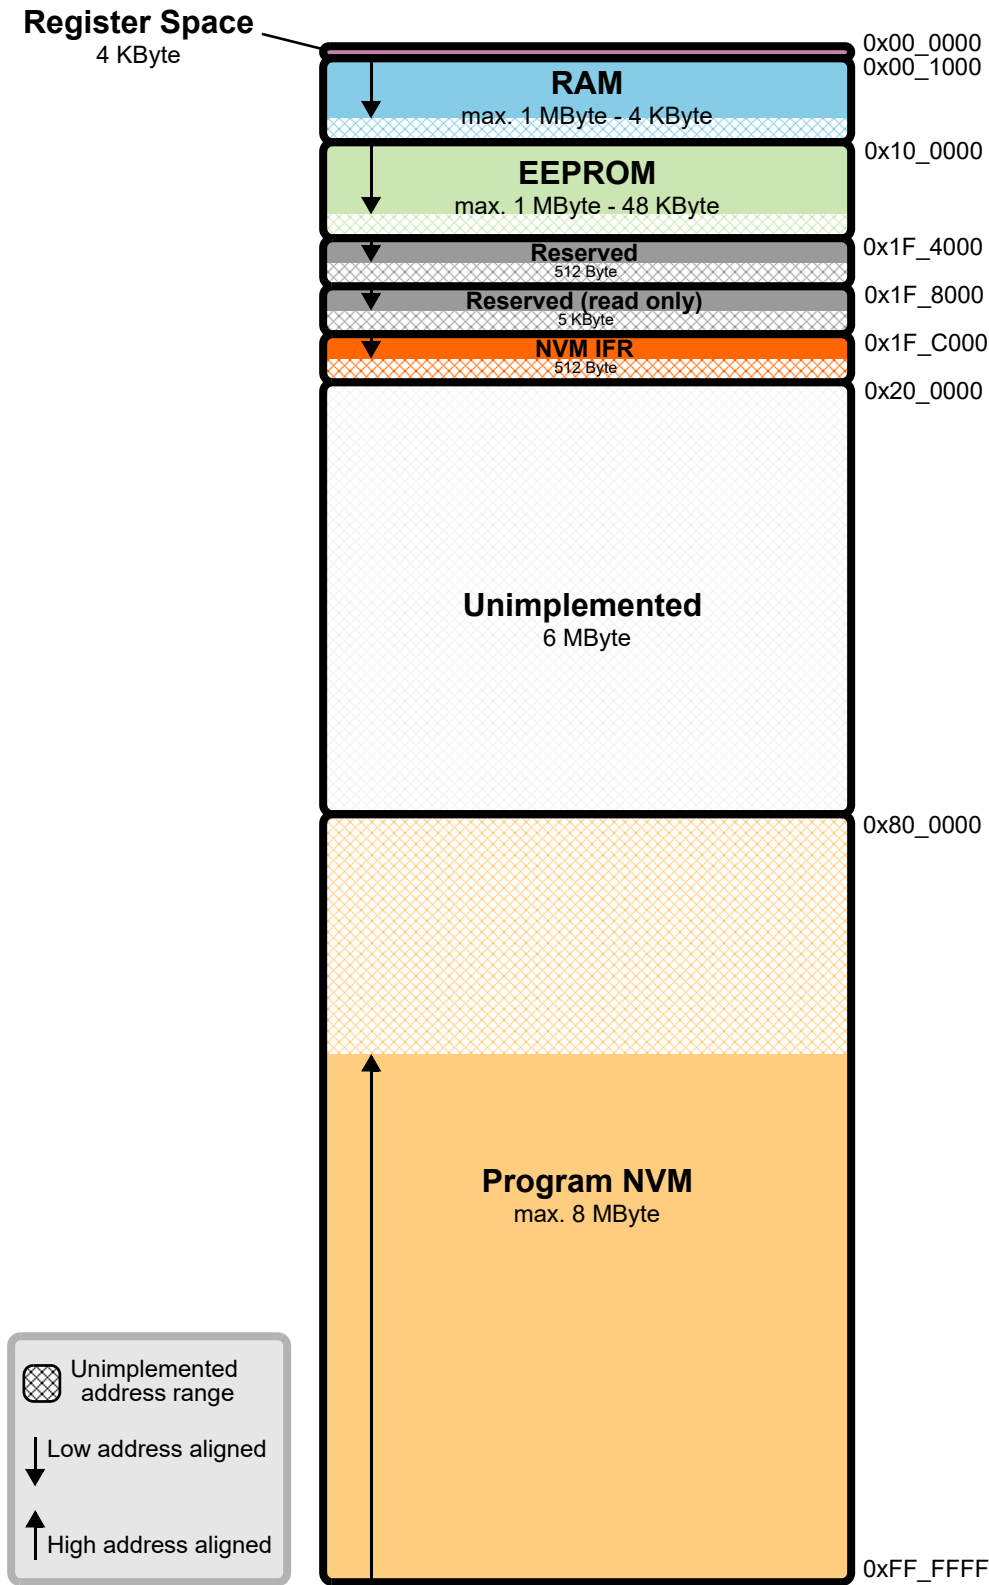 Register Space
4 KByte
0x00_0000
0x00_1000
RAM
max. 1 MByte - 4 KByte
0x10_0000
EEPROM
max. 1 MByte - 48 KByte
0x1F_4000
Reserved
512 Byte
0x1F_8000
Reserved (read only)
5 KByte
0x1F_C000
NVM IFR
512 Byte
0x20_0000
Unimplemented
6 MByte
0x80_0000
Program NVM
max. 8 MByte
0xFF_FFFF
Unimplemented
address range
Low address aligned
High address aligned